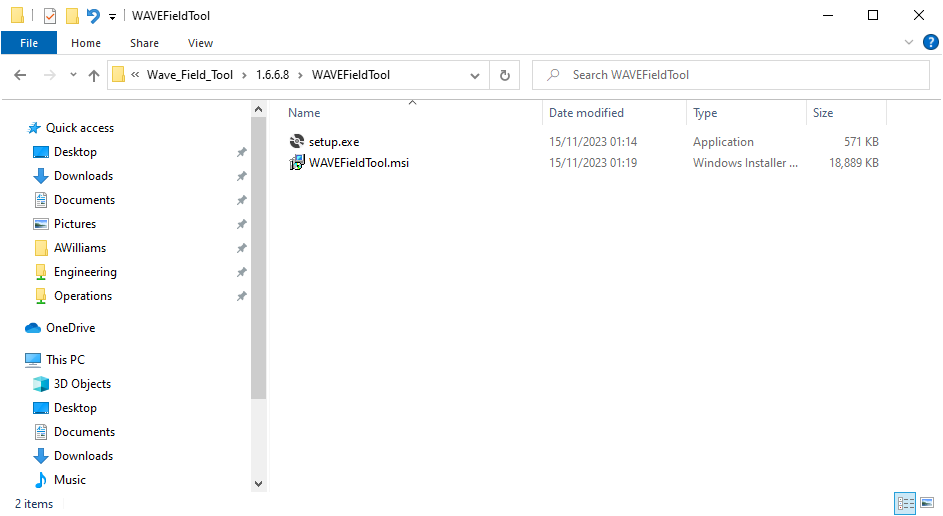 WAVEFieldTool
File Home Share View
« Wave_Field_Tool > 1.6.6.8 > WAVEFieldTool
Search WAVEFieldTool
Name Date modified Type Size
setup.exe 15/11/2023 01:14 Application 571 KB
WAVEFieldTool.msi 15/11/2023 01:19 Windows Installer ... 18,889 KB
Quick access
Desktop
Downloads
Documents
Pictures
AWilliams
Engineering
Operations
OneDrive
This PC
3D Objects
Desktop
Documents
Downloads
Music
2 items